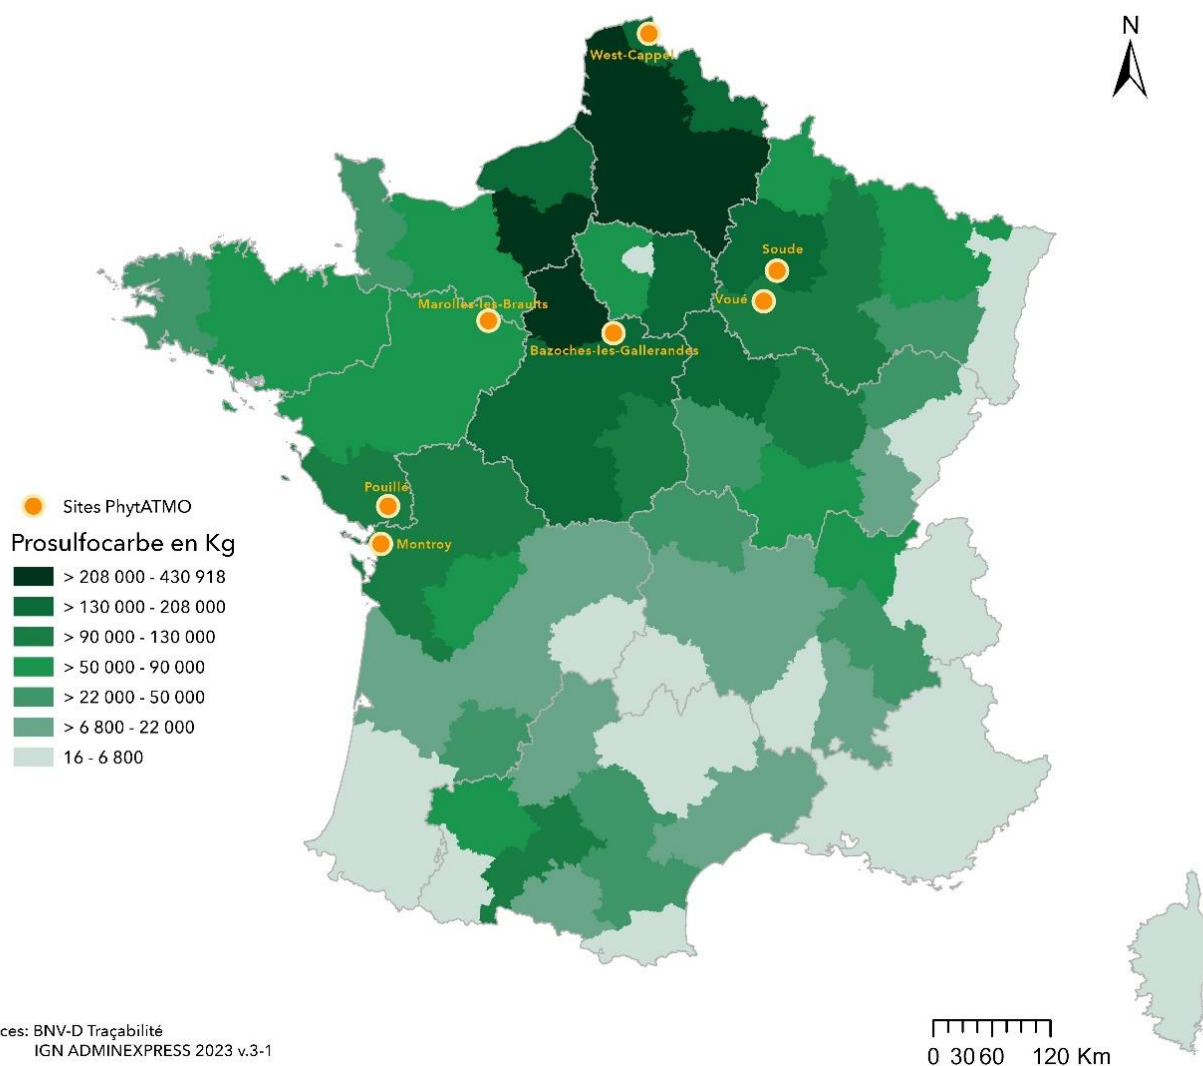 N
West-Cappel
Soude
Voué
Marolles-les-Braults
Bazoches-les-Gallerandes
Pouillé
Montroy
Sites PhytATMO
Prosulfocarbe en Kg
> 208 000 - 430 918
> 130 000 - 208 000
> 90 000 - 130 000
> 50 000 - 90 000
> 22 000 - 50 000
> 6 800 - 22 000
16 - 6 800
ces: BNV-D Traçabilité
IGN ADMINEXPRESS 2023 v.3-1
0 30 60 120 Km